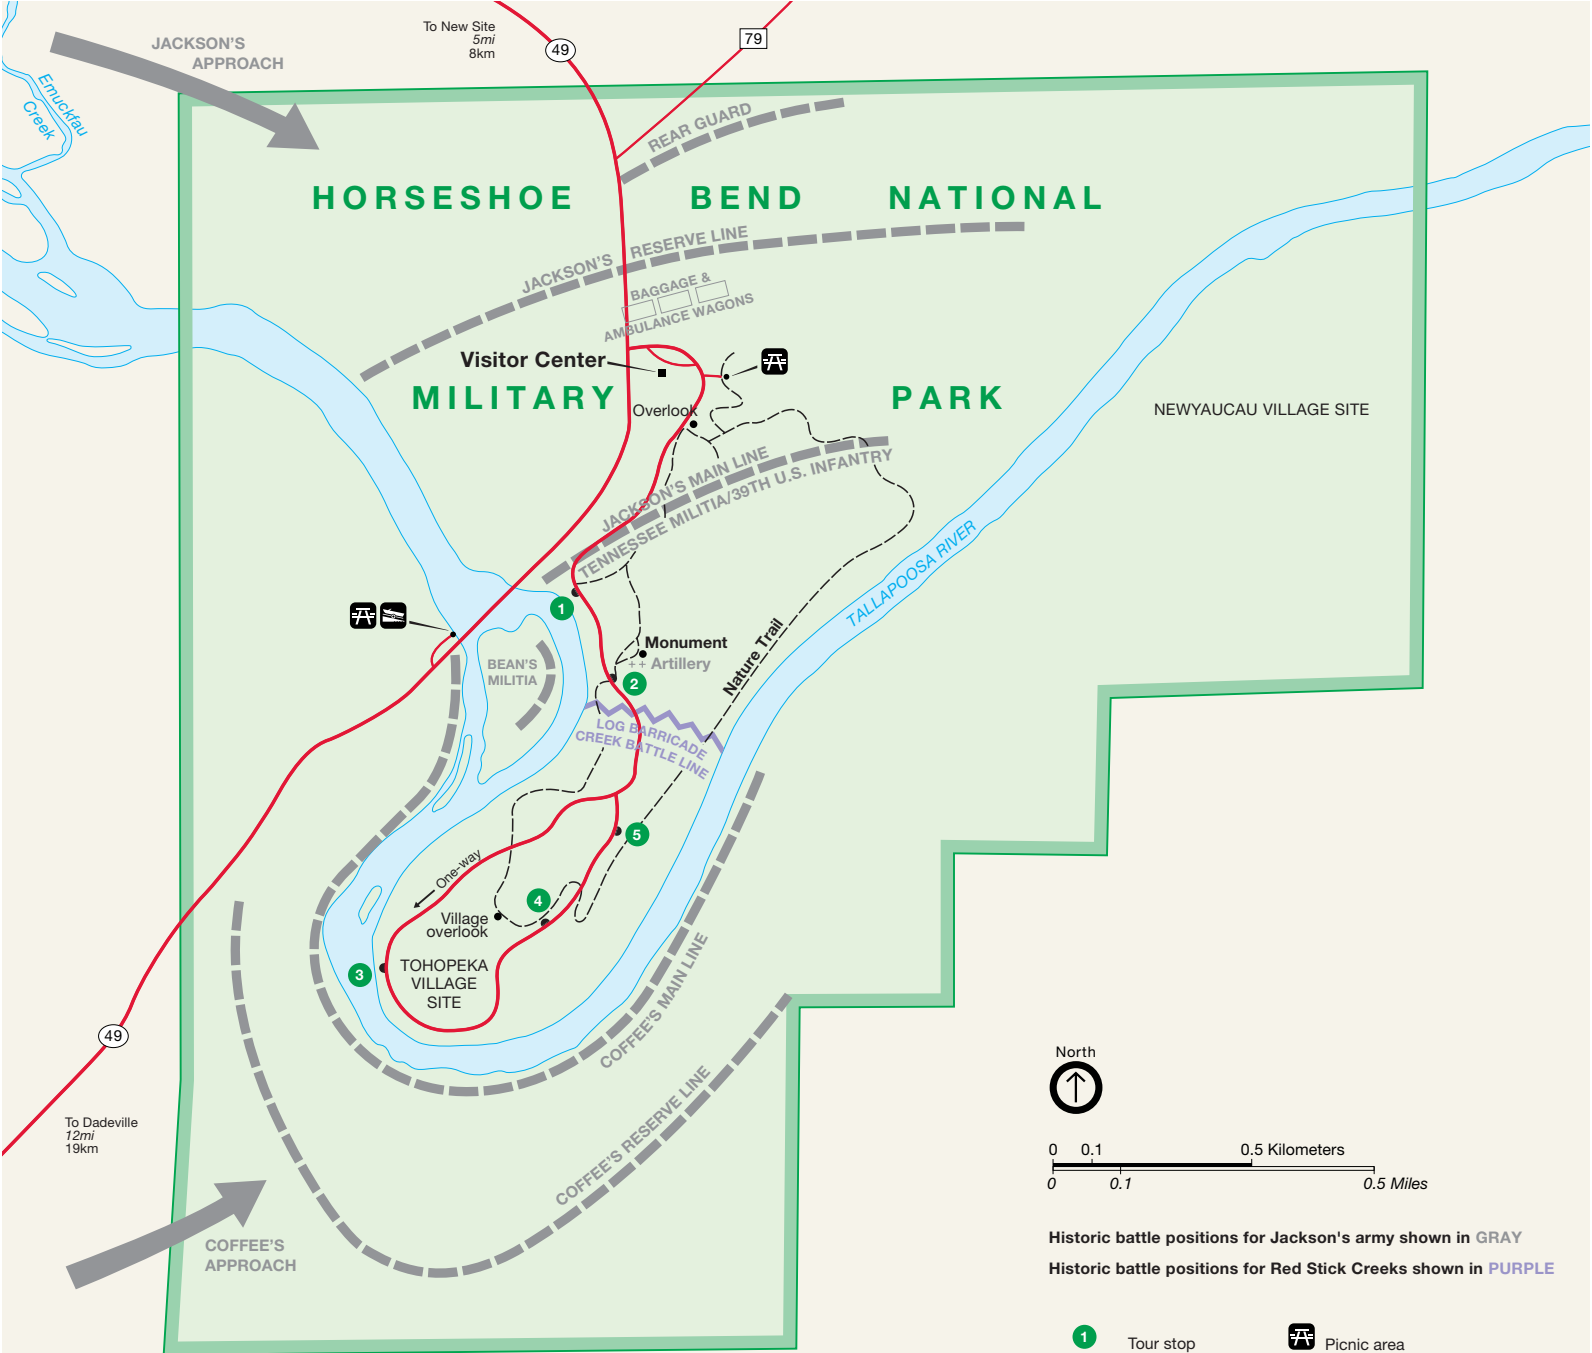 To New Site
5mi
8km
49
79
JACKSON'S
APPROACH
Emuckfau
Creek
REAR GUARD
HORSESHOE BEND NATIONAL
JACKSON'S RESERVE LINE
BAGGAGE &
AMBULANCE WAGONS
Visitor Center
MILITARY PARK
Overlook
NEWYAUCAU VILLAGE SITE
JACKSON'S MAIN LINE
TENNESSEE MILITIA/39TH U.S. INFANTRY
TALLAPOOSA RIVER
1
Monument
++ Artillery
BEAN'S
MILITIA
2
Nature Trail
LOG BARRICADE
CREEK BATTLE LINE
5
One-way
4
Village
overlook
3
TOHOPEKA
VILLAGE
SITE
COFFEE'S MAIN LINE
49
COFFEE'S RESERVE LINE
To Dadeville
12mi
19km
COFFEE'S
APPROACH
North
0 0.1 0.5 Kilometers
0 0.1 0.5 Miles
Historic battle positions for Jackson's army shown in GRAY
Historic battle positions for Red Stick Creeks shown in PURPLE
1 Tour stop
Picnic area